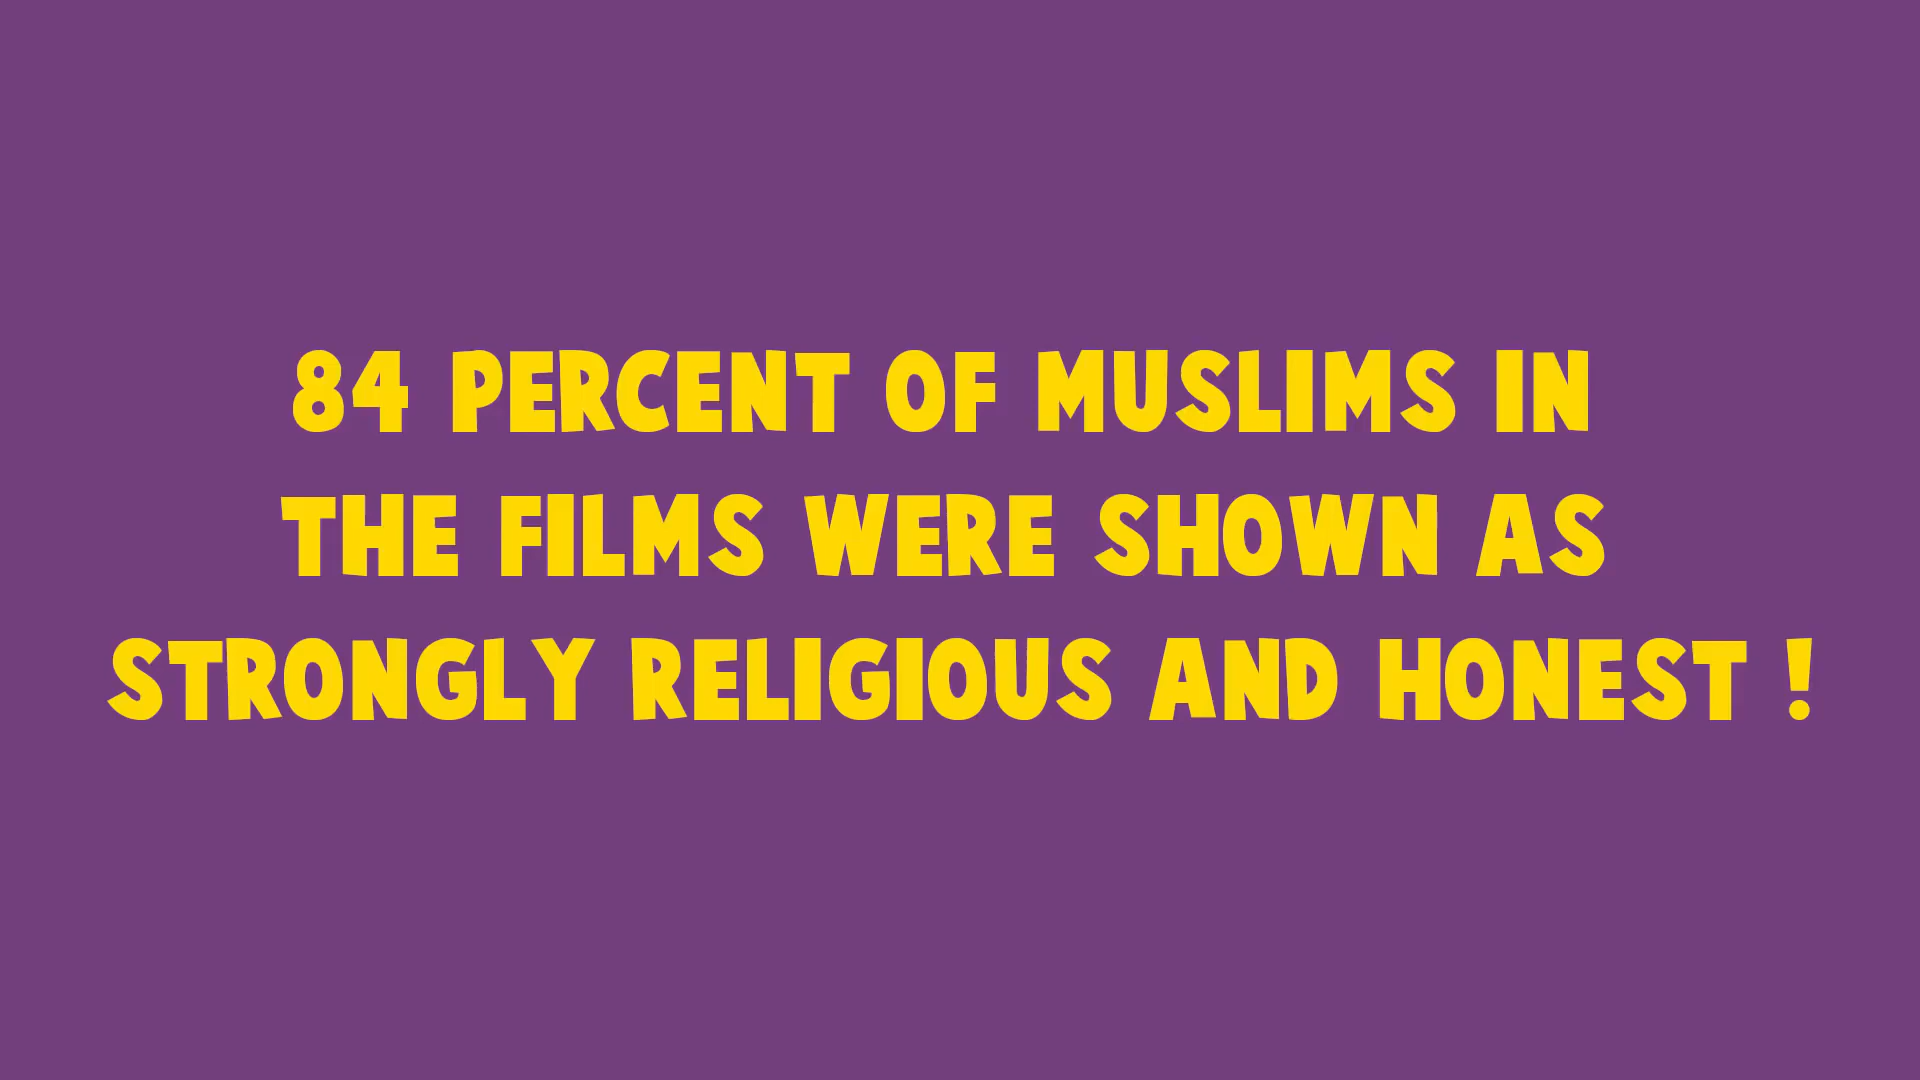 84 PERCENT OF MUSLIMS IN
THE FILMS WERE SHOWN AS
STRONGLY RELIGIOUS AND HONEST !